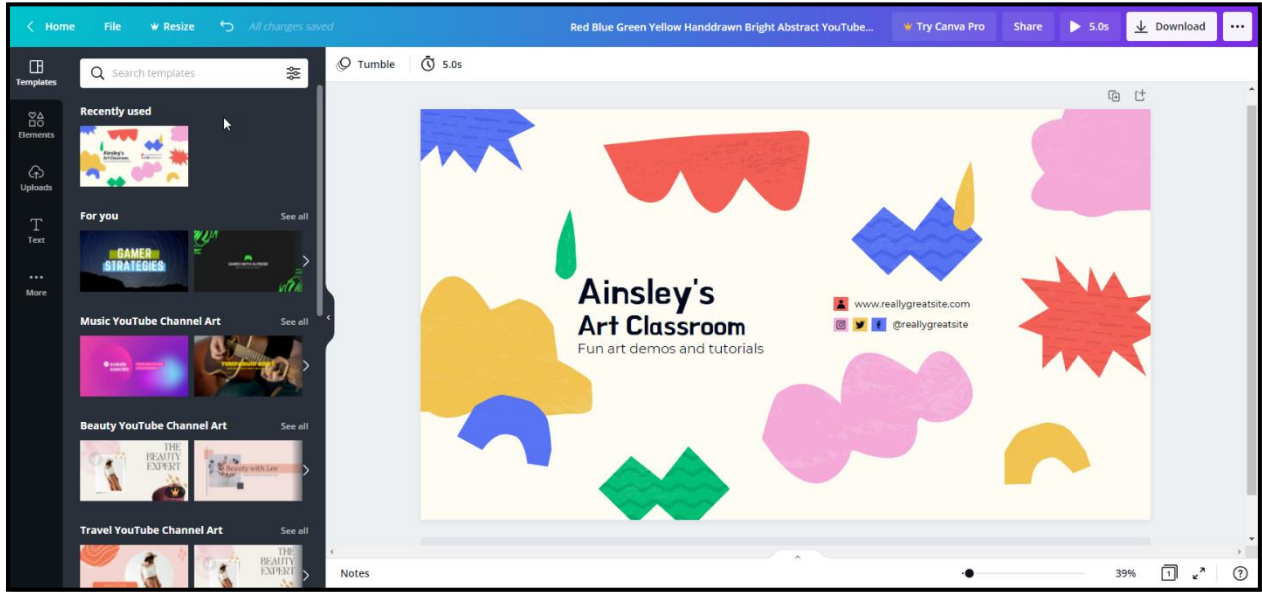 Home File Resize All changes saved Red Blue Green Yellow Handdrawn Bright Abstract YouTube... Try Canva Pro Share 5.0s Download
Templates
Elements
Uploads
Text
More
Search templates
Recently used
Ainsley's
Art Classroom
For you See all
GAMER
STRATEGIES
Music YouTube Channel Art See all
Beauty YouTube Channel Art See all
THE
BEAUTY
EXPERT
Beauty with Lee
Travel YouTube Channel Art See all
THE
BEAUTY
EXPERT
Tumble 5.0s
Ainsley's
Art Classroom
Fun art demos and tutorials
www.reallygreatsite.com
@reallygreatsite
Notes 39% 1